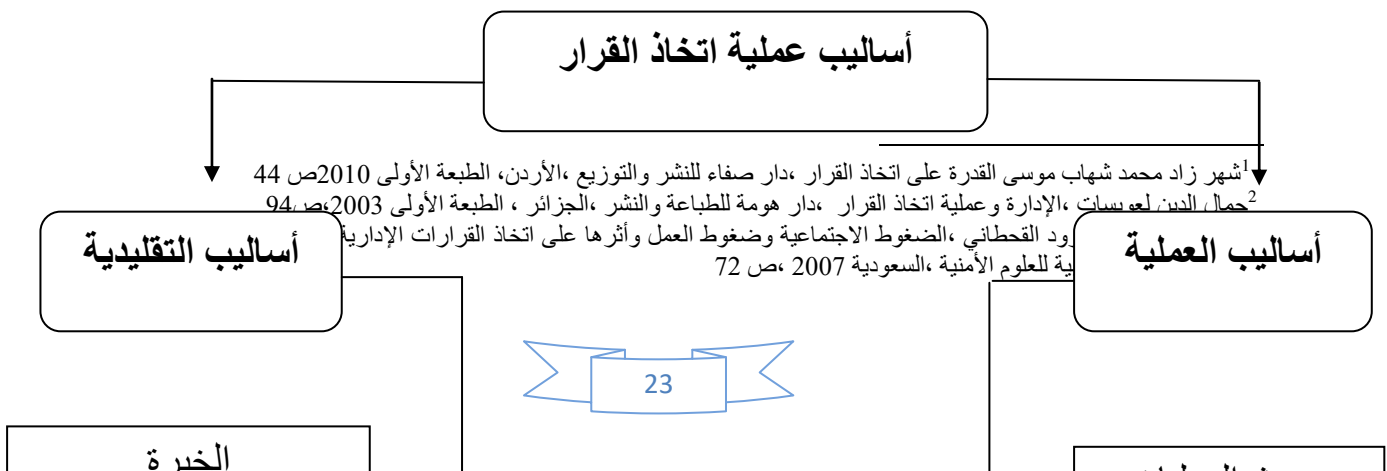 أساليب عملية اتخاذ القرار
1شهر زاد محمد شهاب موسى القدرة على اتخاذ القرار ،دار صفاء للنشر والتوزيع ،الأردن، الطبعة الأولى 2010ص 44
2جمال الدين لعويسات ،الإدارة وعملية اتخاذ القرار ،دار هومة للطباعة والنشر ،الجزائر ، الطبعة الأولى 2003،ص94
القحطاني ،الضغوط الاجتماعية وضغوط العمل وأثرها على اتخاذ القرارات الإدارية
للعلوم الأمنية ،السعودية 2007 ،ص 72
أساليب العملية
أساليب التقليدية
23
الخبرة